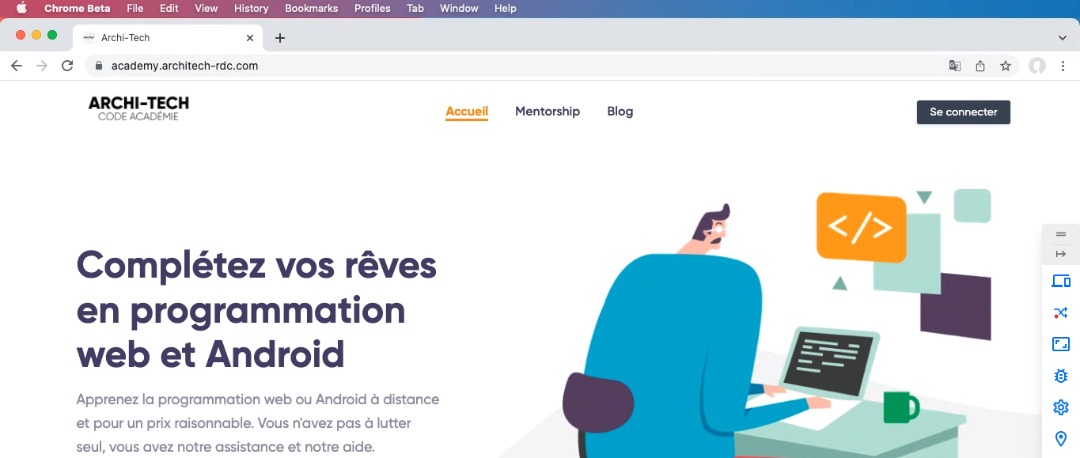 Chrome Beta File Edit View History Bookmarks Profiles Tab Window Help
Archi-Tech
academy.architech-rdc.com
ARCHI-TECH
CODE ACADÉMIE
Accueil Mentorship Blog Se connecter
</>
Complétez vos rêves
en programmation
web et Android
Apprenez la programmation web ou Android à distance
et pour un prix raisonnable. Vous n'avez pas à lutter
seul, vous avez notre assistance et notre aide.